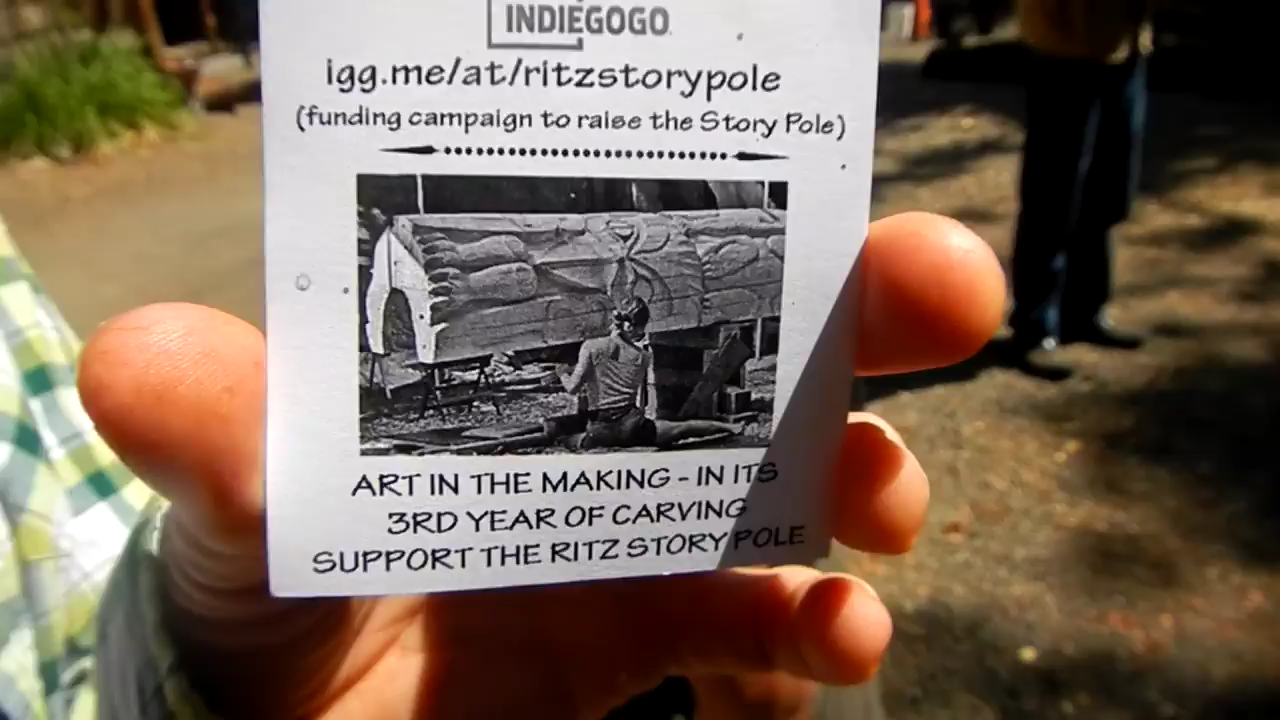 INDIEGOGO
igg.me/at/ritzstorypole
(funding campaign to raise the Story Pole)
ART IN THE MAKING - IN ITS
3RD YEAR OF CARVING
SUPPORT THE RITZ STORY POLE